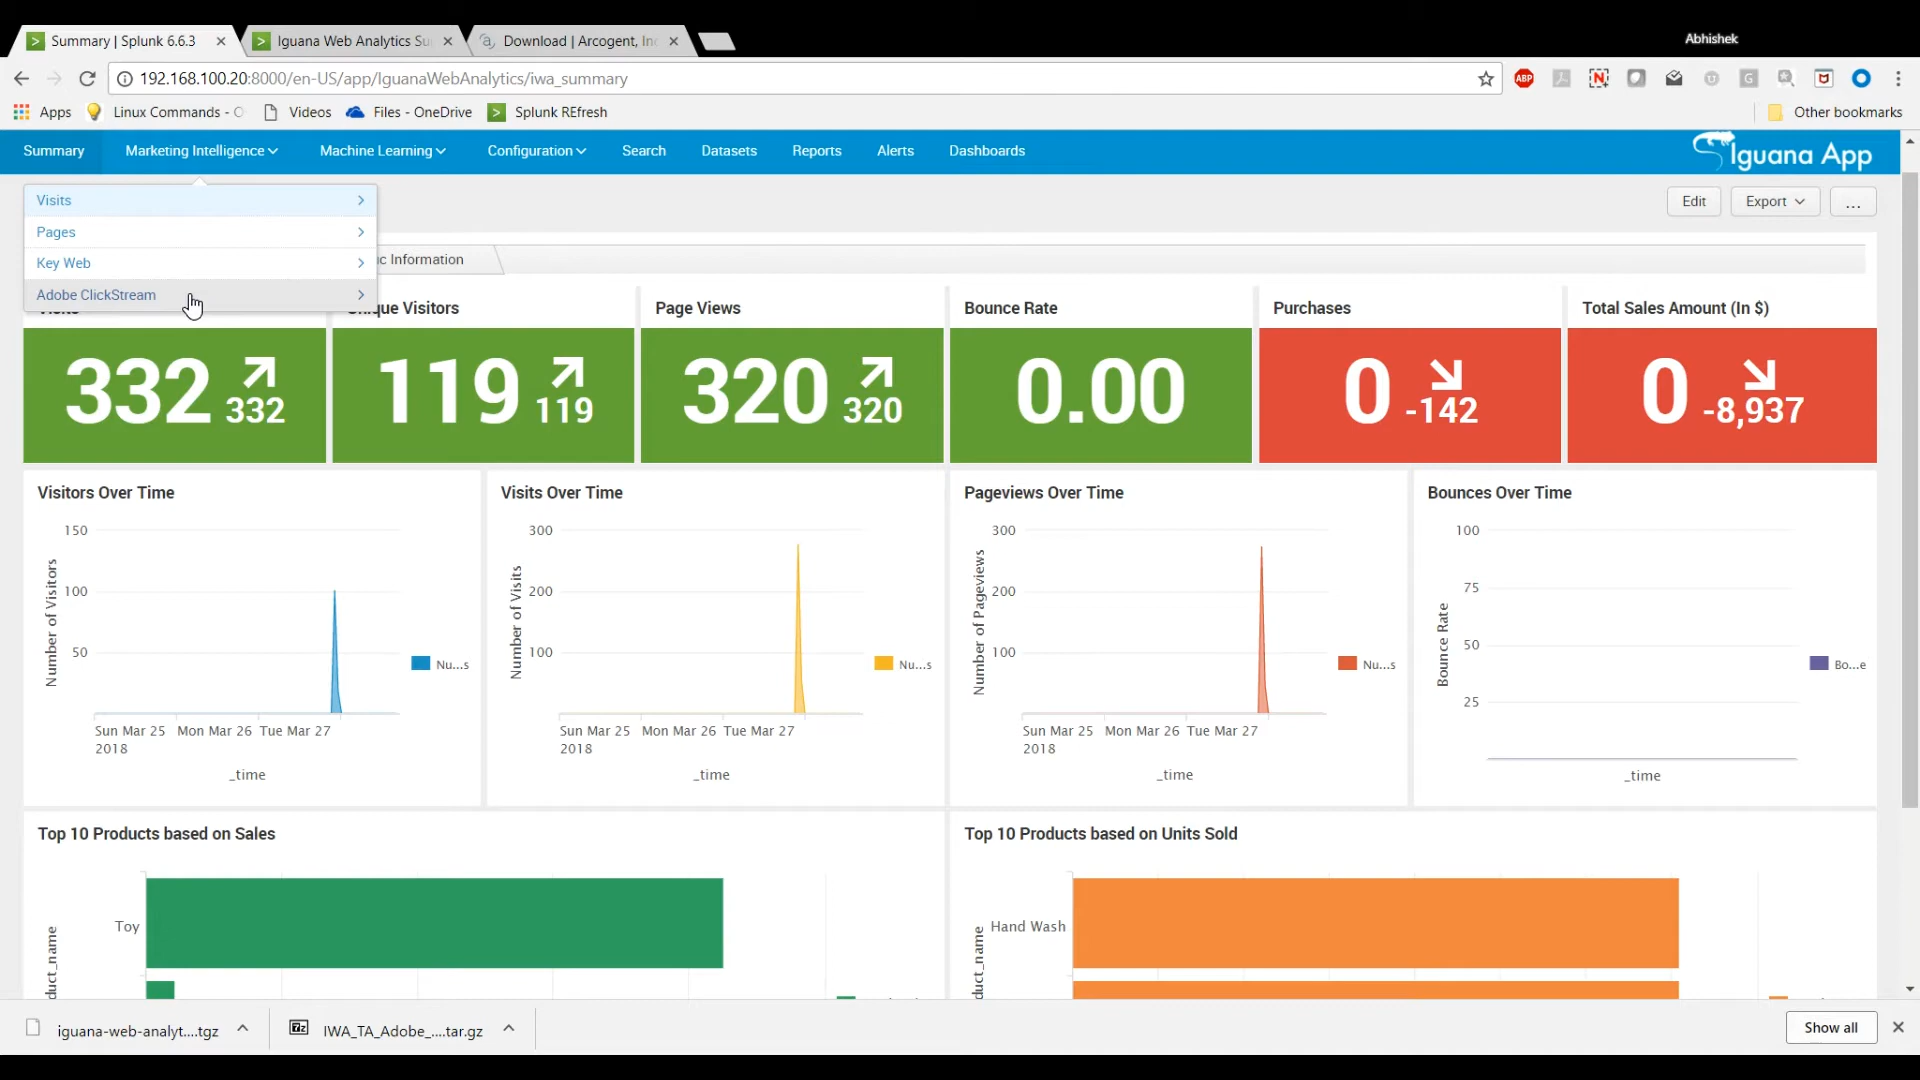 Abhishek
Summary | Splunk 6.6.3
Iguana Web Analytics Su
Download | Arcogent, Inc
192.168.100.20:8000/en-US/app/IguanaWebAnalytics/iwa_summary
ABP
Apps
Linux Commands - C
Videos
Files - OneDrive
Splunk REfresh
Other bookmarks
Summary
Marketing Intelligence
Machine Learning
Configuration
Search
Datasets
Reports
Alerts
Dashboards
Iguana App
Visits
Pages
Key Web
Adobe ClickStream
Edit
Export
...
c Information
Visits
Unique Visitors
Page Views
Bounce Rate
Purchases
Total Sales Amount (In $)
332
332
119
119
320
320
0.00
0
-142
0
-8,937
Visitors Over Time
150
100
50
Number of Visitors
Sun Mar 25
2018
Mon Mar 26
Tue Mar 27
_time
Nu...s
Visits Over Time
300
200
100
Number of Visits
Sun Mar 25
2018
Mon Mar 26
Tue Mar 27
_time
Nu...s
Pageviews Over Time
300
200
100
Number of Pageviews
Sun Mar 25
2018
Mon Mar 26
Tue Mar 27
_time
Nu...s
Bounces Over Time
100
75
50
25
Bounce Rate
_time
Bo...e
Top 10 Products based on Sales
Toy
duct_name
Top 10 Products based on Units Sold
Hand Wash
duct_name
iguana-web-analyt....tgz
7z
IWA_TA_Adobe_....tar.gz
Show all